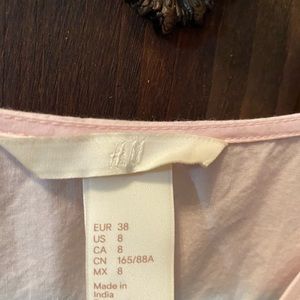 H&M
EUR 38
US 8
CA 8
CN 165/88A
MX 8
Made in
India